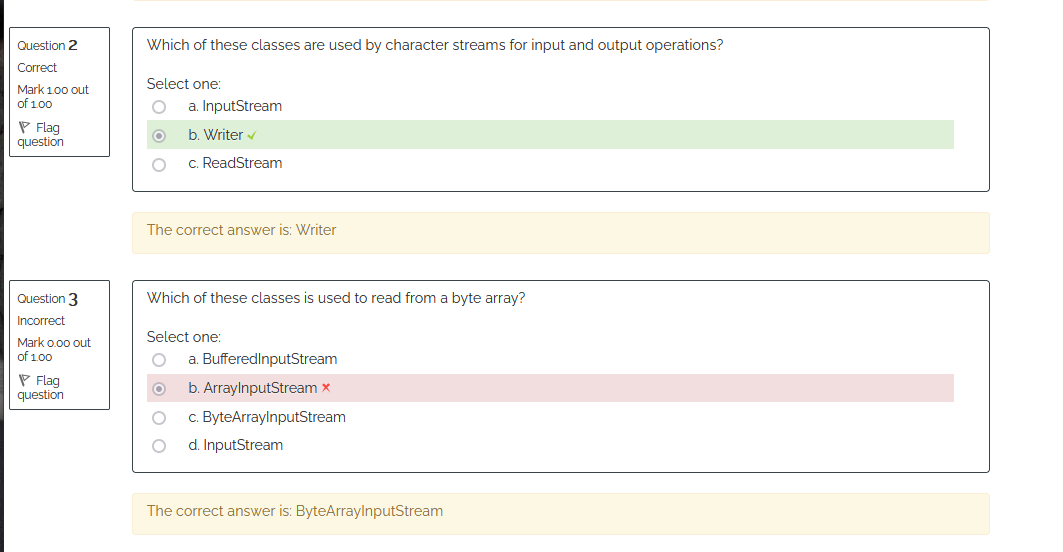 Question 2
Correct
Mark 1.00 out
of 1.00
Flag
question
Which of these classes are used by character streams for input and output operations?
Select one:
a. InputStream
b. Writer
c. ReadStream
The correct answer is: Writer
Question 3
Incorrect
Mark 0.00 out
of 1.00
Flag
question
Which of these classes is used to read from a byte array?
Select one:
a. BufferedInputStream
b. ArrayInputStream
c. ByteArrayInputStream
d. InputStream
The correct answer is: ByteArrayInputStream